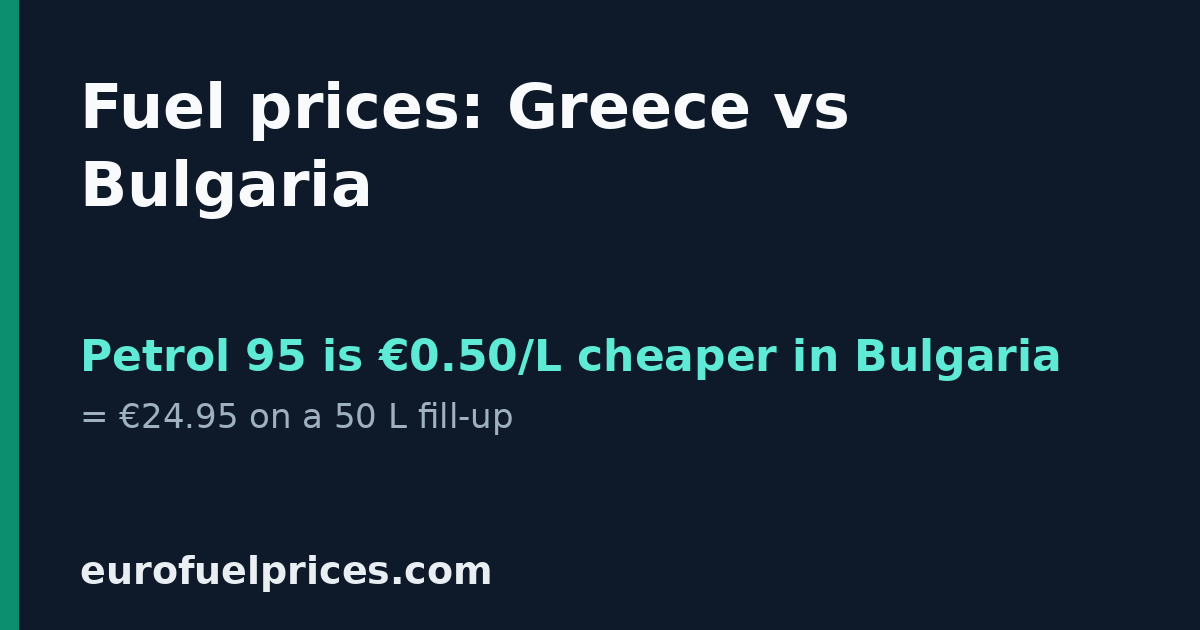 Fuel prices: Greece vs
Bulgaria
Petrol 95 is €0.50/L cheaper in Bulgaria
= €24.95 on a 50 L fill-up
eurofuelprices.com